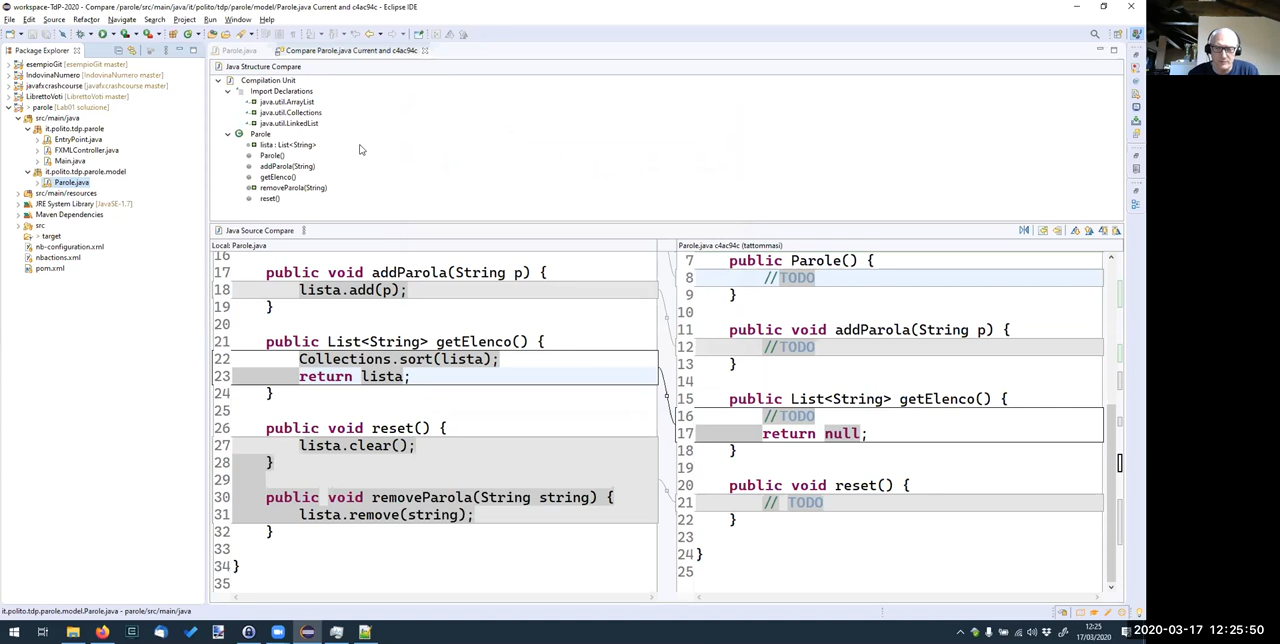 workspace-TdP-2020 - Compare /parole/src/main/java/it/polito/tdp/parole/model/Parole.java Current and c4ac94c - Eclipse IDE
File Edit Source Refactor Navigate Search Project Run Window Help
Package Explorer
Parole.java
Compare Parole.java Current and c4ac94c
esempioGit [esempioGit master]
IndovinaNumero [IndovinaNumero master]
javafxcrashcourse [javafxcrashcourse master]
LibrettoVoti [LibrettoVoti master]
> parole [Lab01 soluzione]
src/main/java
it.polito.tdp.parole
EntryPoint.java
FXMLController.java
Main.java
it.polito.tdp.parole.model
Parole.java
src/main/resources
JRE System Library [JavaSE-1.7]
Maven Dependencies
src
target
nb-configuration.xml
nbactions.xml
pom.xml
Java Structure Compare
Compilation Unit
Import Declarations
java.util.ArrayList
java.util.Collections
java.util.LinkedList
Parole
lista : List<String>
Parole()
addParola(String)
getElenco()
removeParola(String)
reset()
Java Source Compare
Local: Parole.java
16
17 public void addParola(String p) {
18 lista.add(p);
19 }
20
21 public List<String> getElenco() {
22 Collections.sort(lista);
23 return lista;
24 }
25
26 public void reset() {
27 lista.clear();
28 }
29
30 public void removeParola(String string) {
31 lista.remove(string);
32 }
33
34 }
35
Parole.java c4ac94c (tattommasi)
7 public Parole() {
8 //TODO
9 }
10
11 public void addParola(String p) {
12 //TODO
13 }
14
15 public List<String> getElenco() {
16 //TODO
17 return null;
18 }
19
20 public void reset() {
21 // TODO
22 }
23
24 }
25
it.polito.tdp.parole.model.Parole.java - parole/src/main/java
12:25
17/03/2020
2020-03-17 12:25:50